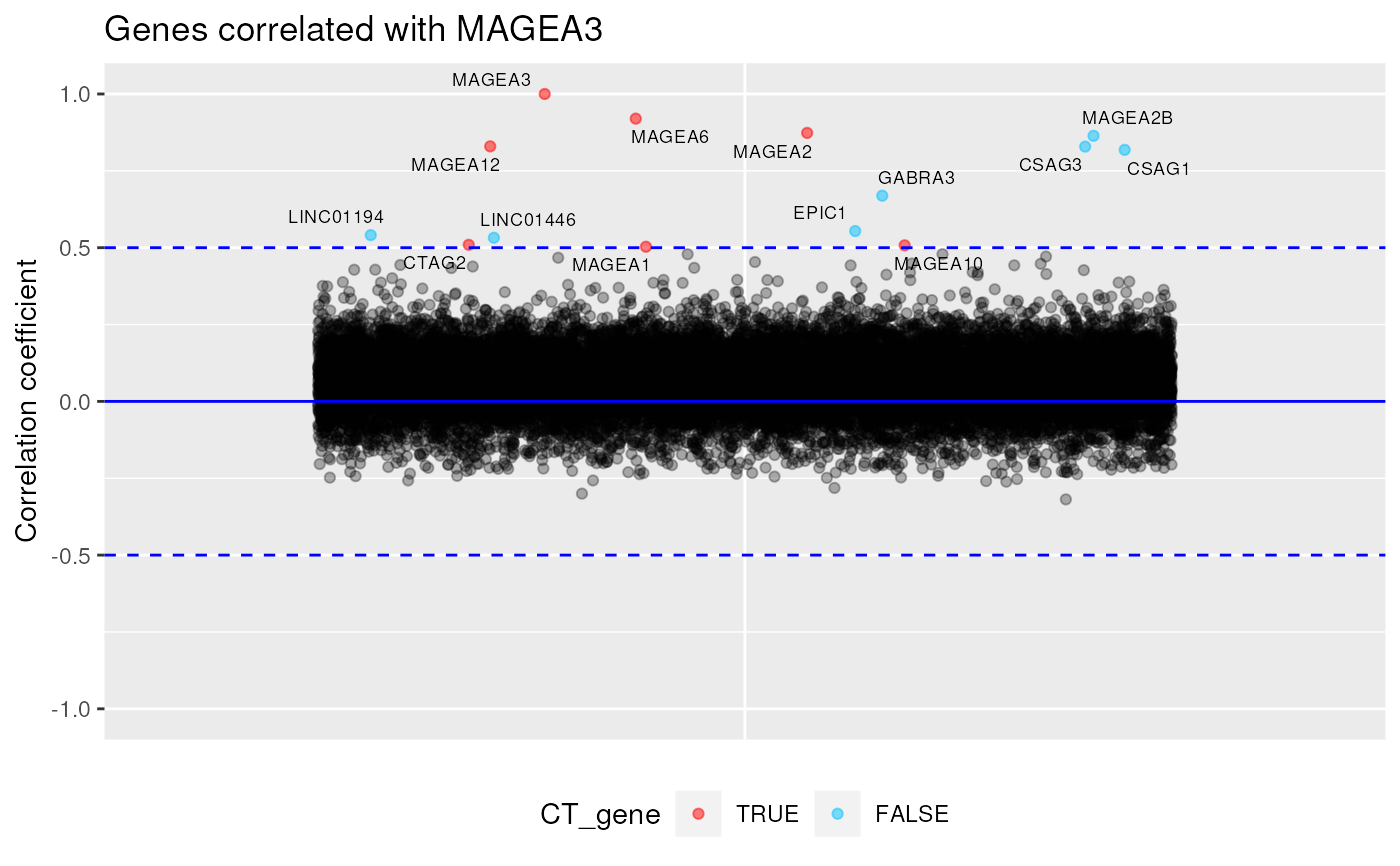 Genes correlated with MAGEA3
Correlation coefficient
1.0
0.5
0.0
-0.5
-1.0
MAGEA3
MAGEA6
MAGEA2B
MAGEA2
MAGEA12
CSAG3
CSAG1
GABRA3
EPIC1
LINC01194
LINC01446
CTAG2
MAGEA1
MAGEA10
CT_gene TRUE FALSE